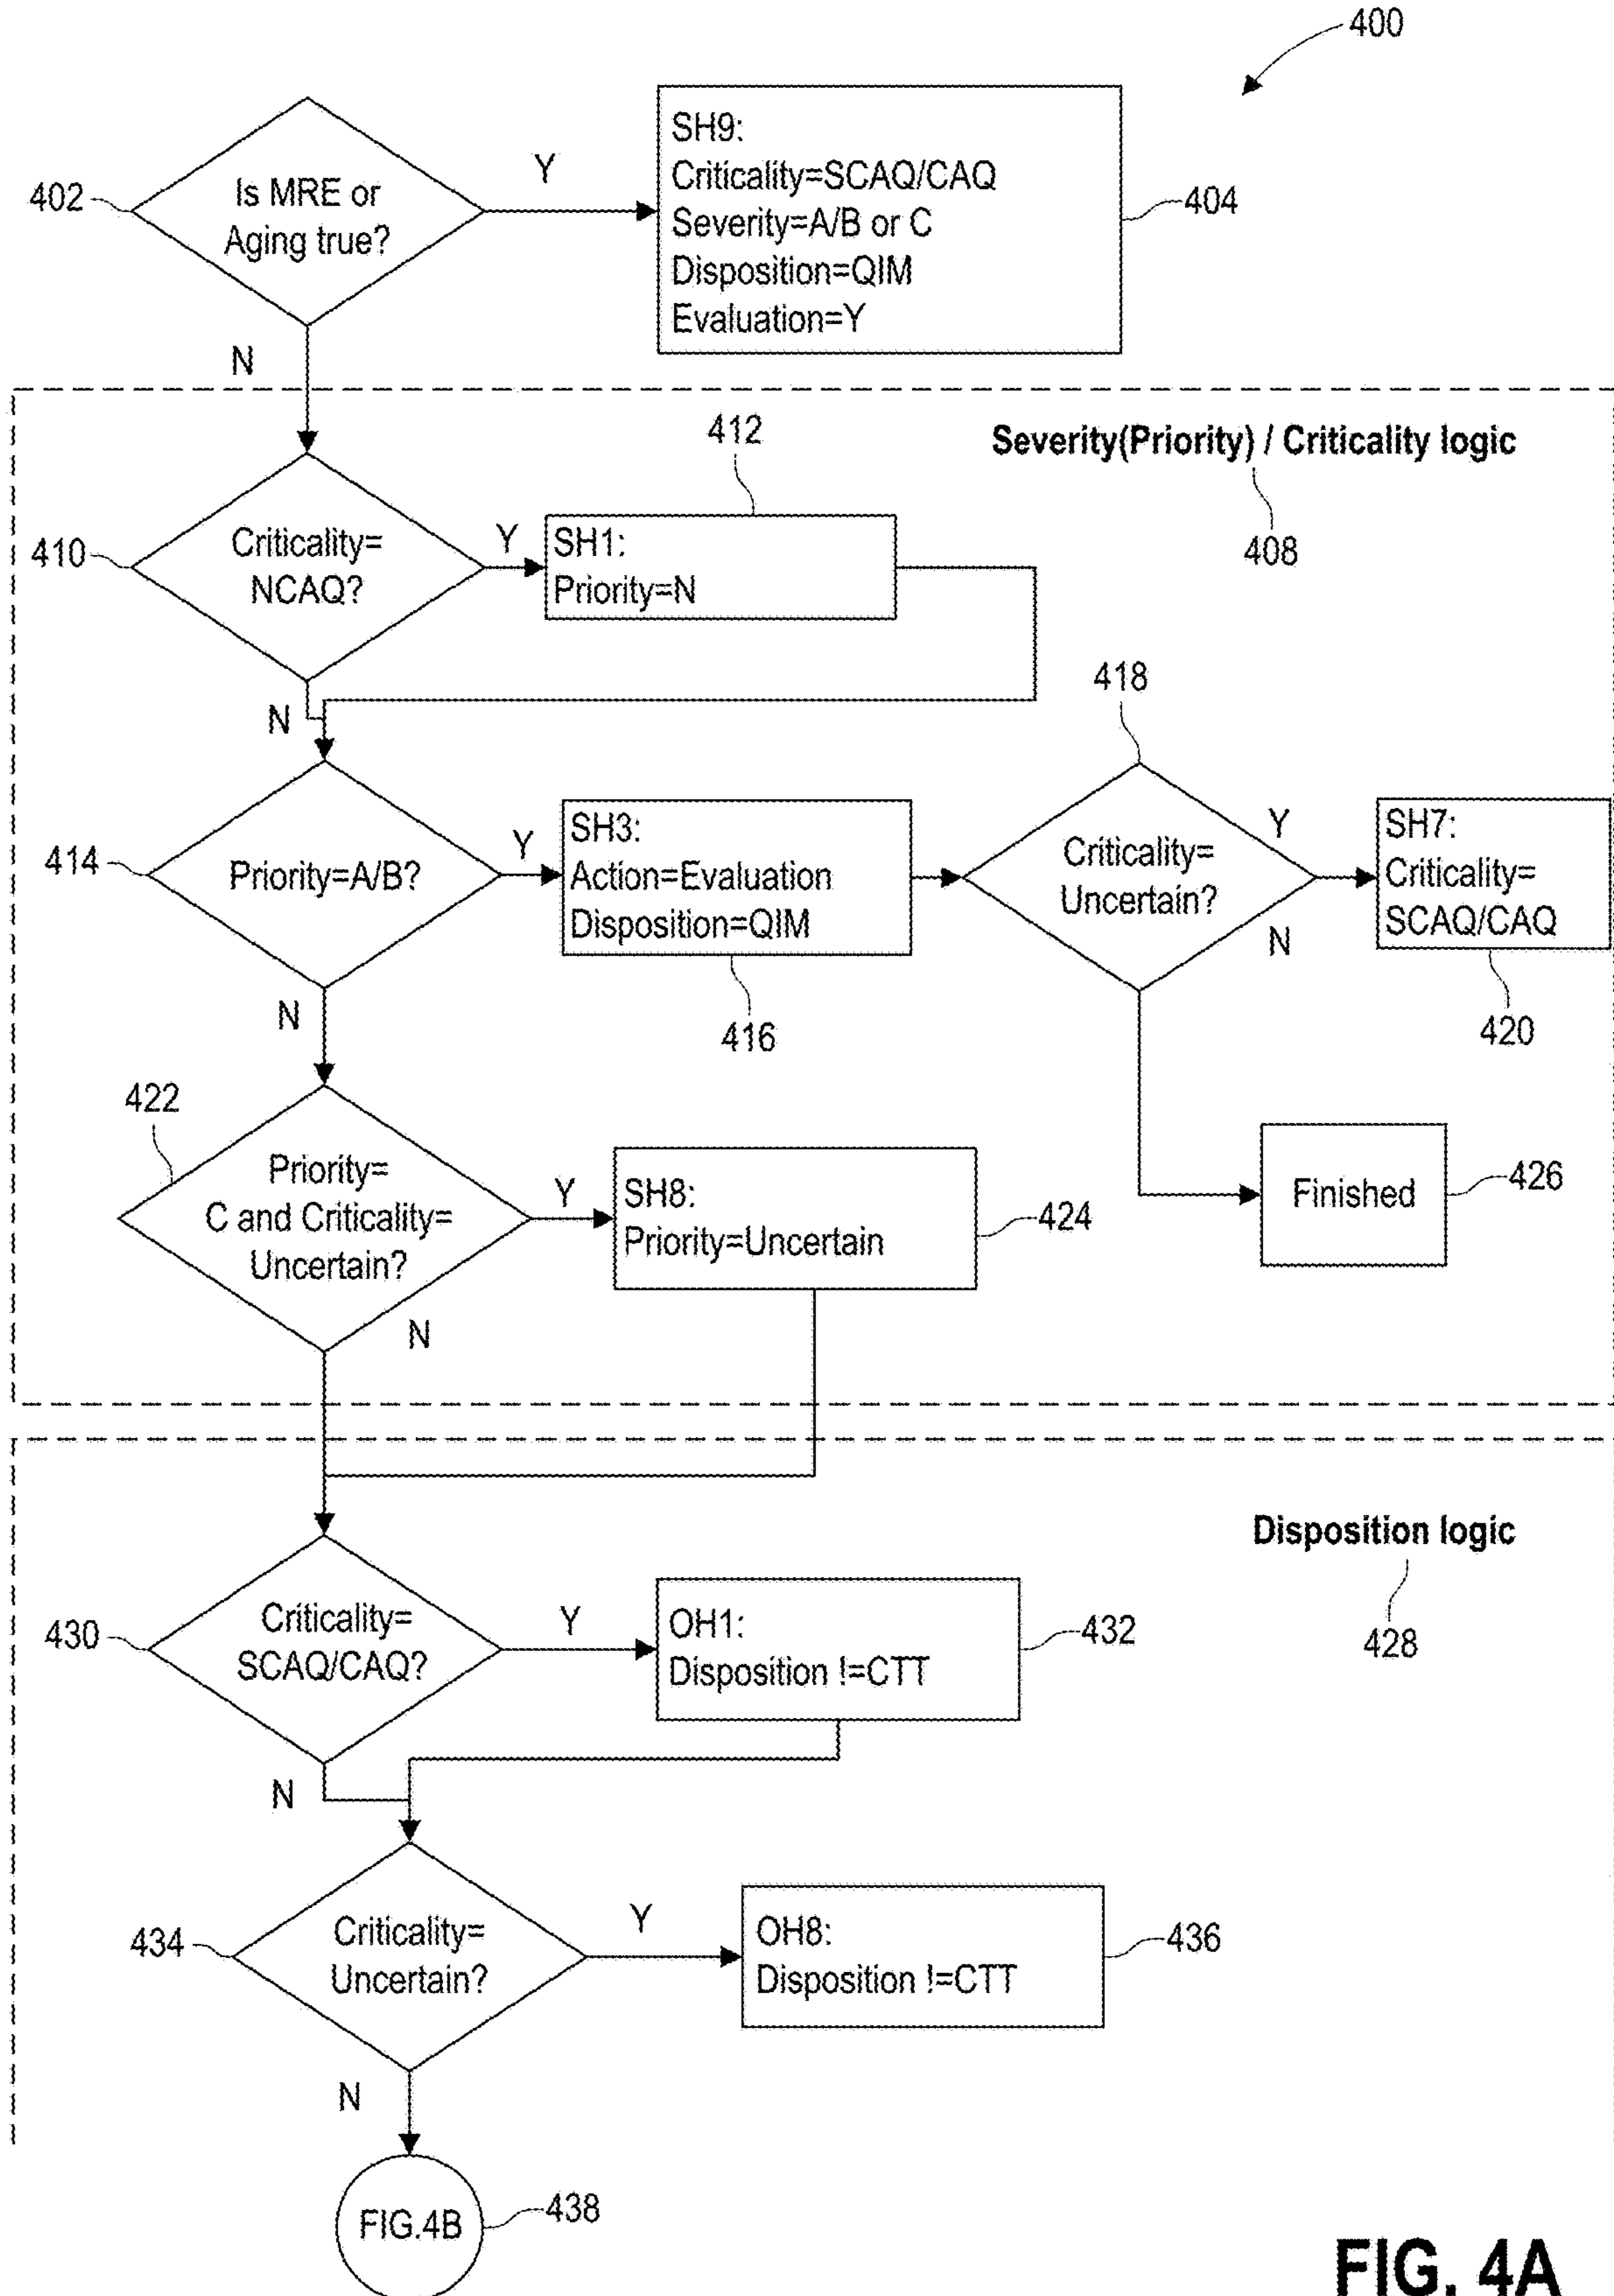 400
402
Is MRE or
Aging true?
Y
SH9:
Criticality=SCAQ/CAQ
Severity=A/B or C
Disposition=QIM
Evaluation=Y
404
N
Severity(Priority) / Criticality logic
408
410
Criticality=
NCAQ?
Y
412
SH1:
Priority=N
N
414
Priority=A/B?
Y
SH3:
Action=Evaluation
Disposition=QIM
416
418
Criticality=
Uncertain?
Y
N
SH7:
Criticality=
SCAQ/CAQ
420
N
422
Priority=
C and Criticality=
Uncertain?
Y
N
SH8:
Priority=Uncertain
424
Finished
426
Disposition logic
428
430
Criticality=
SCAQ/CAQ?
Y
OH1:
Disposition !=CTT
432
N
434
Criticality=
Uncertain?
Y
OH8:
Disposition !=CTT
436
N
FIG.4B
438
FIG. 4A